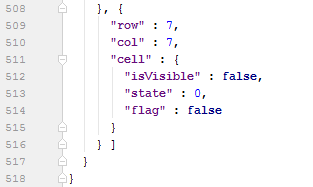 508 }, {
509 "row" : 7,
510 "col" : 7,
511 "cell" : {
512 "isVisible" : false,
513 "state" : 0,
514 "flag" : false
515 }
516 } ]
517 }
518 }